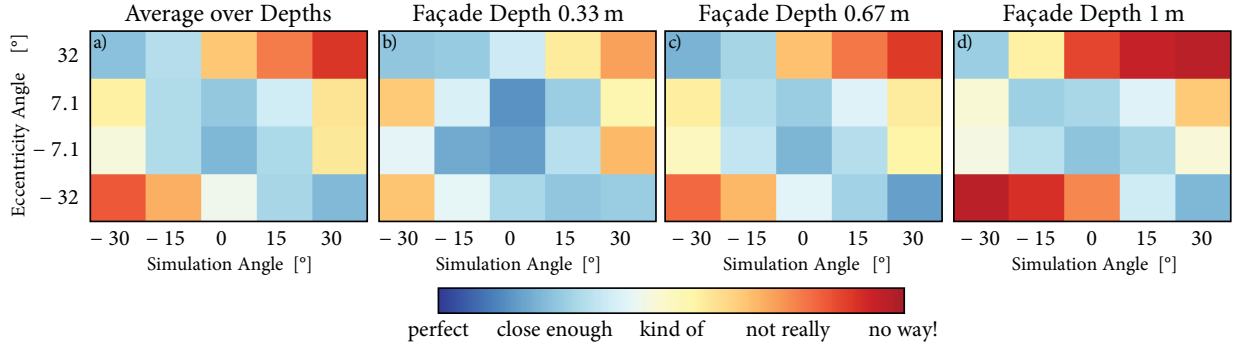 Average over Depths
Façade Depth 0.33 m
Façade Depth 0.67 m
Façade Depth 1 m
Eccentricity Angle [°]
32
7.1
− 7.1
− 32
a)
b)
c)
d)
− 30 − 15 0 15 30
− 30 − 15 0 15 30
− 30 − 15 0 15 30
− 30 − 15 0 15 30
Simulation Angle [°]
Simulation Angle [°]
Simulation Angle [°]
Simulation Angle [°]
perfect close enough kind of not really no way!